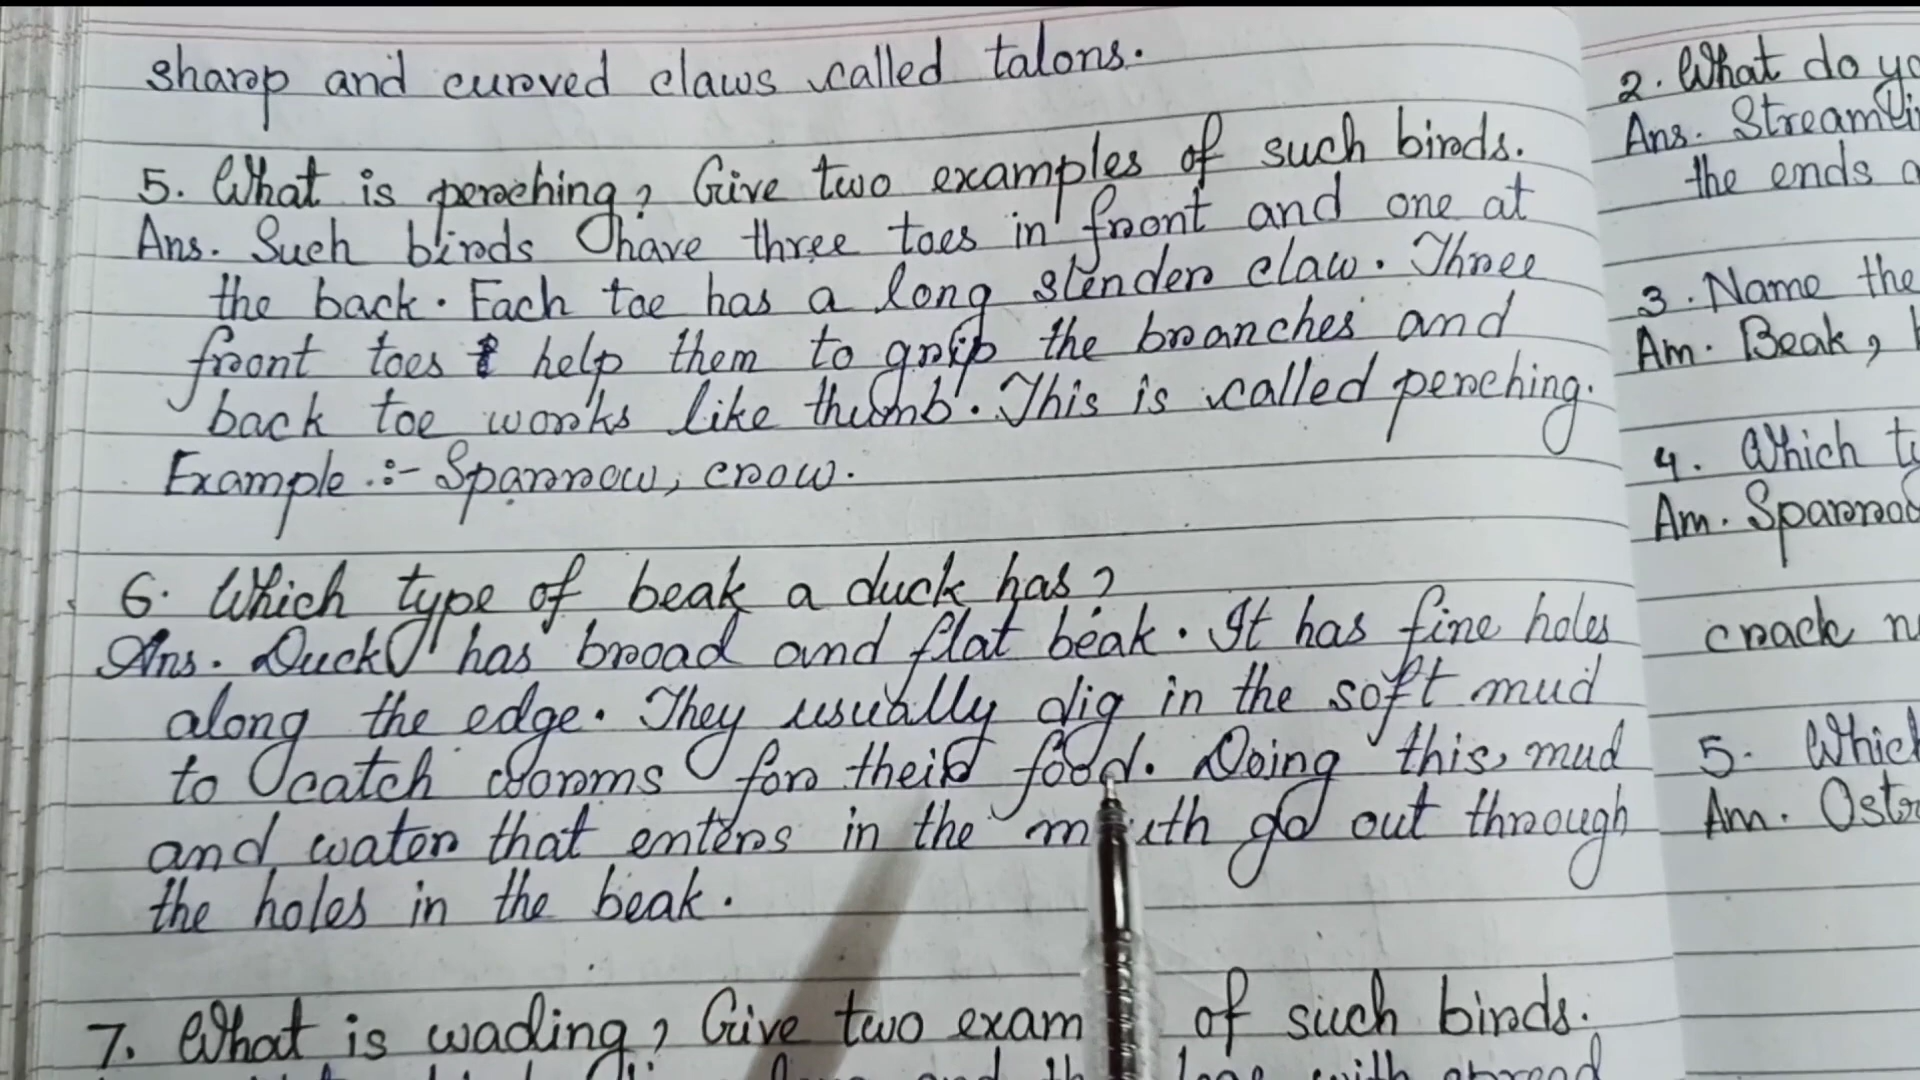 sharp and curved claws called talons.
5. What is perching? Give two examples of such birds.
Ans. Such birds have three toes in front and one at
the back. Each toe has a long slender claw. Three
front toes help them to grip the branches and
back toe works like thumb. This is called perching.
Example :- Sparrow, crow.
6. Which type of beak a duck has?
Ans. Duck has broad and flat beak. It has fine holes
along the edge. They usually dig in the soft mud
to catch worms for their food. Doing this, mud
and water that enters in the mouth go out through
the holes in the beak.
7. What is wading? Give two exam of such birds.
2. What do yo
Ans. Streamli
the ends
3. Name the
Am. Beak,
4. Which ty
Am. Sparrow
crack n
5. Which
Am. Ostr